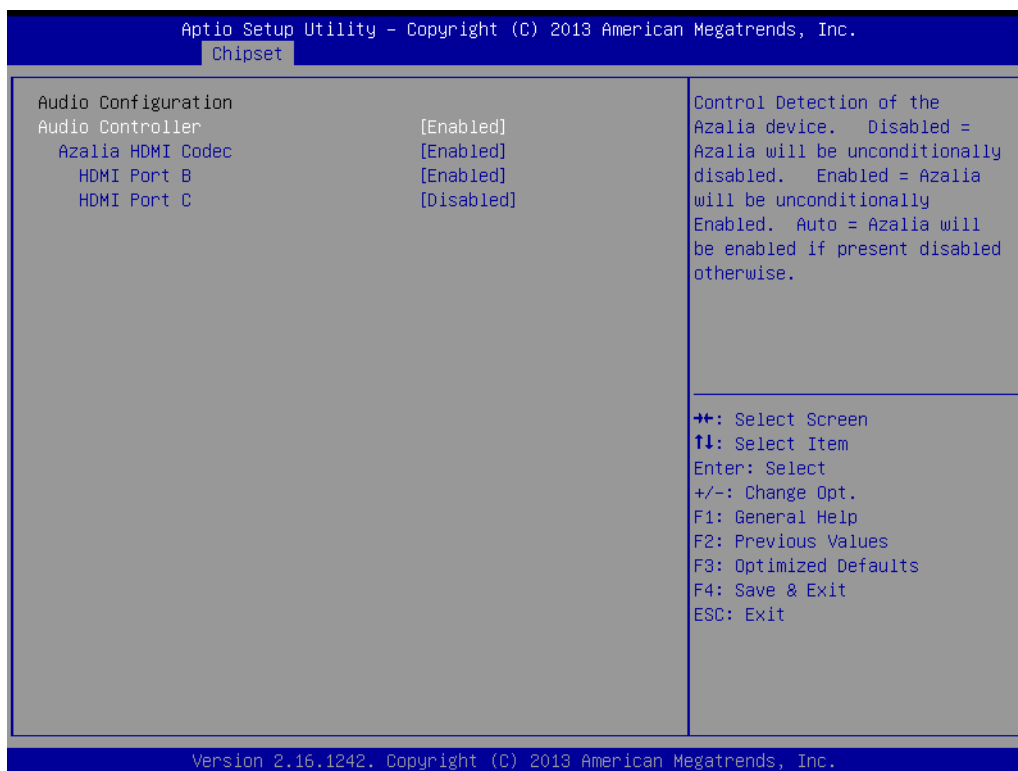 Aptio Setup Utility – Copyright (C) 2013 American Megatrends, Inc.
Chipset
Audio Configuration
Audio Controller [Enabled]
Azalia HDMI Codec [Enabled]
HDMI Port B [Enabled]
HDMI Port C [Disabled]
Control Detection of the
Azalia device. Disabled =
Azalia will be unconditionally
disabled. Enabled = Azalia
will be unconditionally
Enabled. Auto = Azalia will
be enabled if present disabled
otherwise.
→←: Select Screen
↑↓: Select Item
Enter: Select
+/-: Change Opt.
F1: General Help
F2: Previous Values
F3: Optimized Defaults
F4: Save & Exit
ESC: Exit
Version 2.16.1242. Copyright (C) 2013 American Megatrends, Inc.